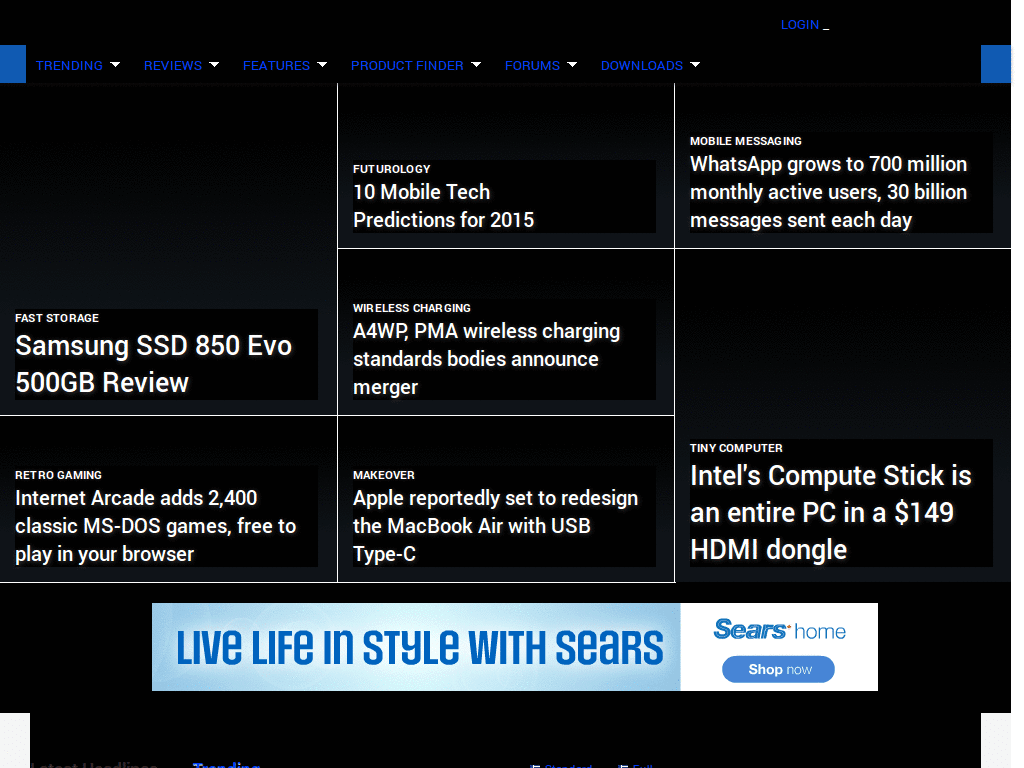 LOGIN _
TRENDING REVIEWS FEATURES PRODUCT FINDER FORUMS DOWNLOADS
FAST STORAGE
Samsung SSD 850 Evo
500GB Review
FUTUROLOGY
10 Mobile Tech
Predictions for 2015
MOBILE MESSAGING
WhatsApp grows to 700 million
monthly active users, 30 billion
messages sent each day
WIRELESS CHARGING
A4WP, PMA wireless charging
standards bodies announce
merger
RETRO GAMING
Internet Arcade adds 2,400
classic MS-DOS games, free to
play in your browser
MAKEOVER
Apple reportedly set to redesign
the MacBook Air with USB
Type-C
TINY COMPUTER
Intel's Compute Stick is
an entire PC in a $149
HDMI dongle
LIVE LIFE IN STYLE WITH SEARS
Sears home
Shop now
Latest Headlines Trending Standard Full